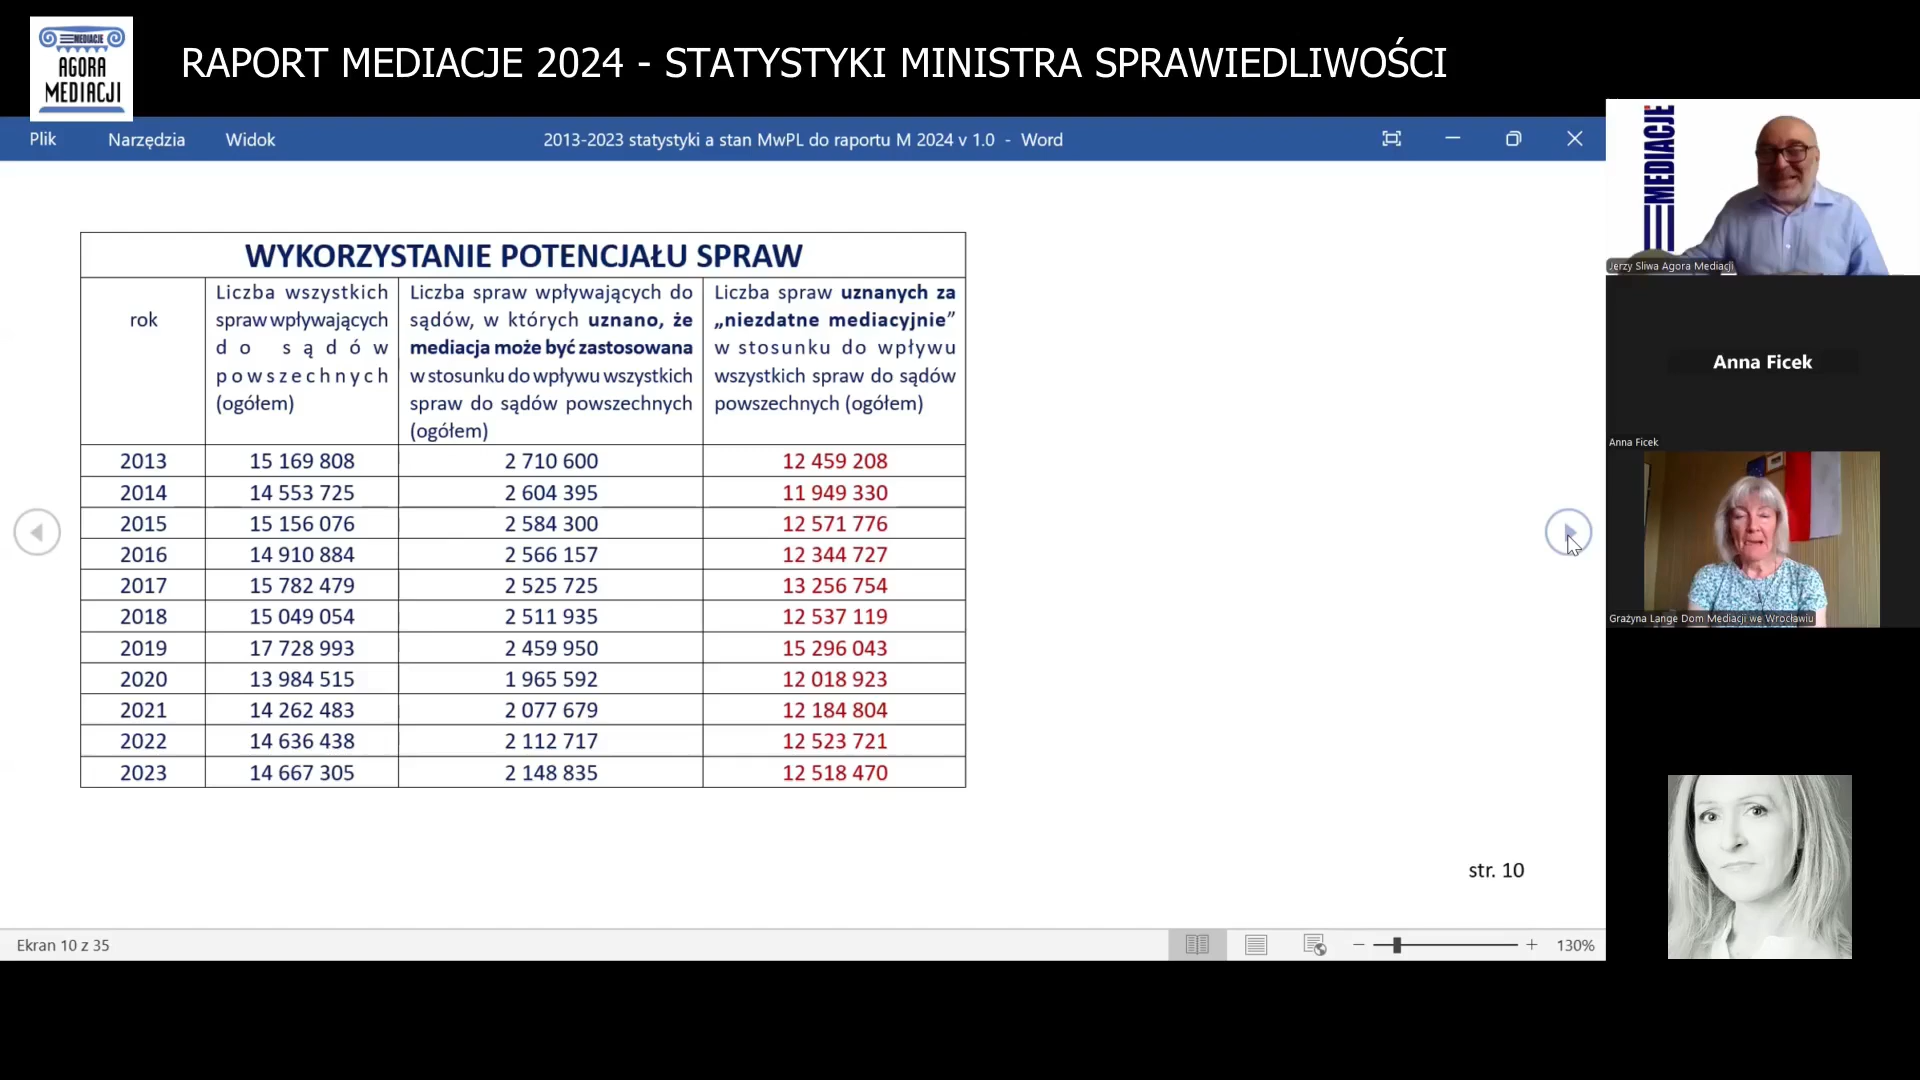 MEDIACJE
AGORA
MEDIACJI
RAPORT MEDIACJE 2024 - STATYSTYKI MINISTRA SPRAWIEDLIWOŚCI
Plik Narzędzia Widok 2013-2023 statystyki a stan MwPL do raportu M 2024 v 1.0 - Word
WYKORZYSTANIE POTENCJAŁU SPRAW
rok
Liczba wszystkich
spraw wpływających
do sądów
powszechnych
(ogółem)
Liczba spraw wpływających do
sądów, w których uznano, że
mediacja może być zastosowana
w stosunku do wpływu wszystkich
spraw do sądów powszechnych
(ogółem)
Liczba spraw uznanych za
„niezdatne mediacyjnie”
w stosunku do wpływu
wszystkich spraw do sądów
powszechnych (ogółem)
2013 15 169 808 2 710 600 12 459 208
2014 14 553 725 2 604 395 11 949 330
2015 15 156 076 2 584 300 12 571 776
2016 14 910 884 2 566 157 12 344 727
2017 15 782 479 2 525 725 13 256 754
2018 15 049 054 2 511 935 12 537 119
2019 17 728 993 2 459 950 15 296 043
2020 13 984 515 1 965 592 12 018 923
2021 14 262 483 2 077 679 12 184 804
2022 14 636 438 2 112 717 12 523 721
2023 14 667 305 2 148 835 12 518 470
str. 10
Ekran 10 z 35
130%
MEDIACJE
Jerzy Sliwa Agora Mediacji
Anna Ficek
Anna Ficek
Grażyna Lange Dom Mediacji we Wrocławiu